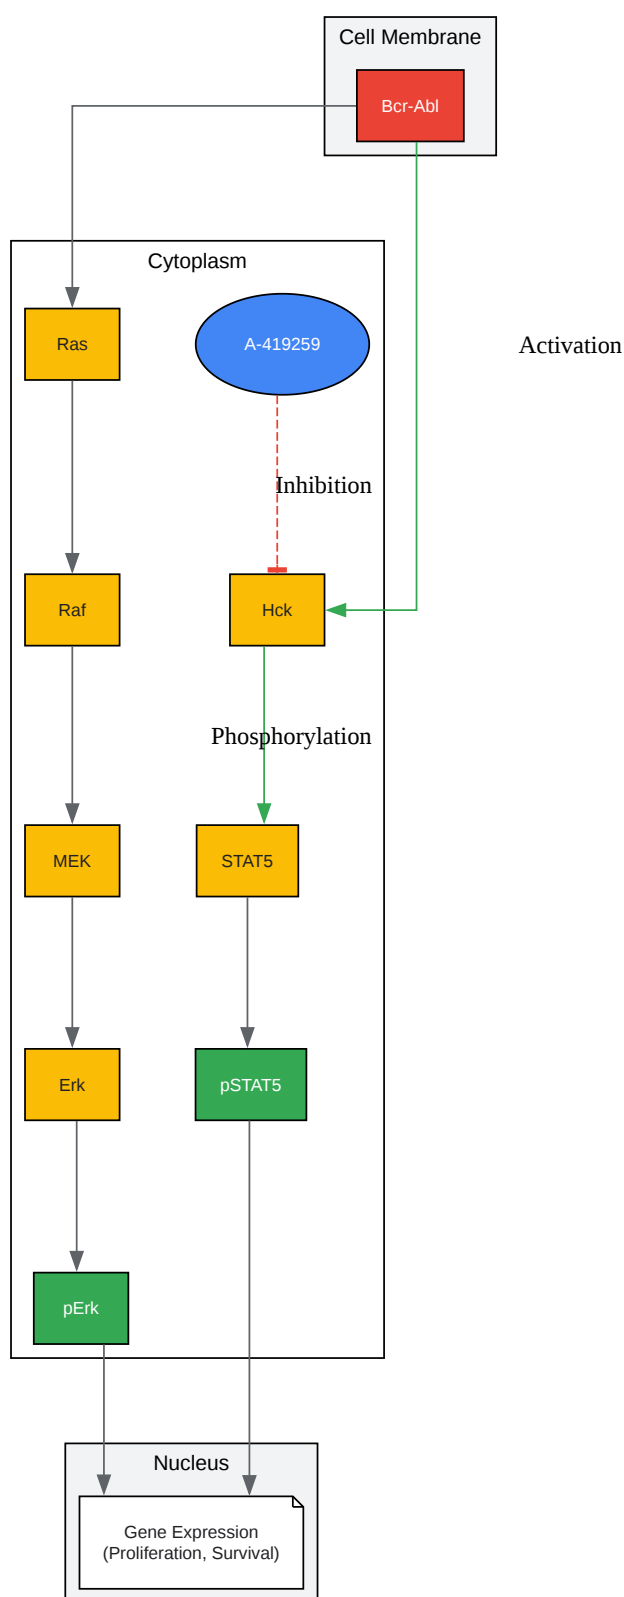 Cell Membrane
Bcr-Abl
Cytoplasm
Ras
A-419259
Activation
Inhibition
Raf
Hck
Phosphorylation
MEK
STAT5
Erk
pSTAT5
pErk
Nucleus
Gene Expression
(Proliferation, Survival)